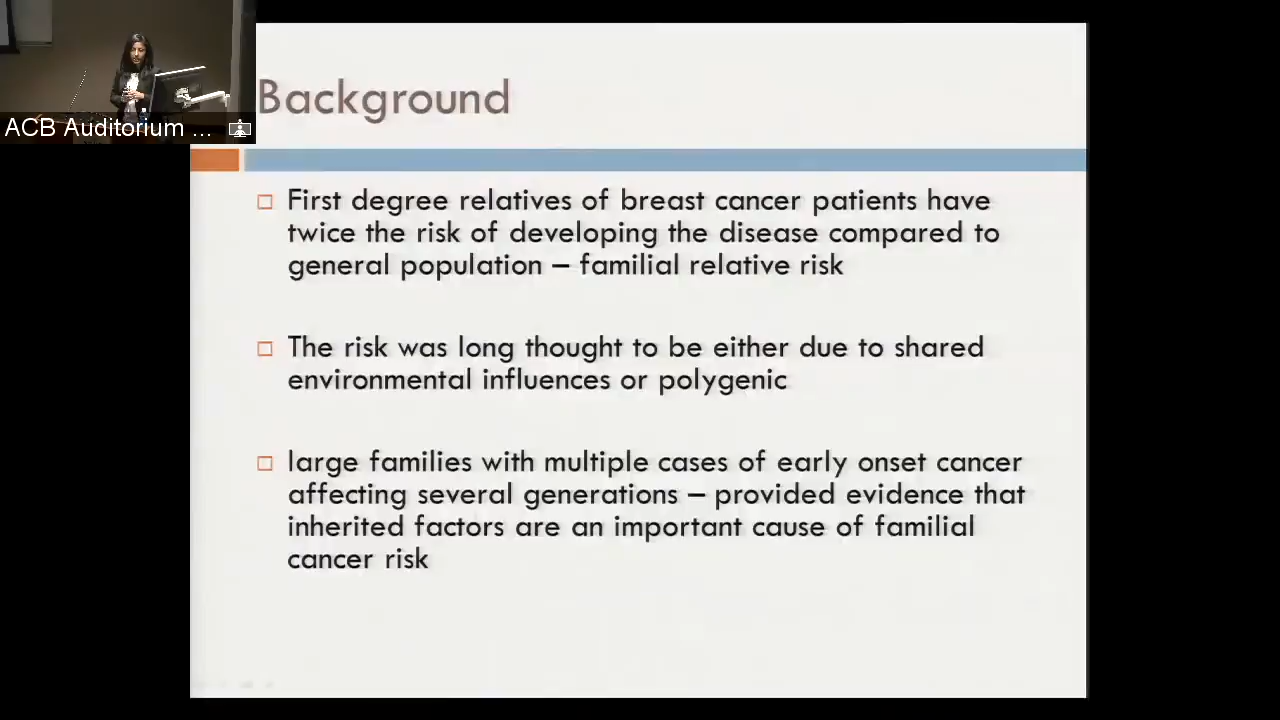 Background
ACB Auditorium ...
First degree relatives of breast cancer patients have
twice the risk of developing the disease compared to
general population – familial relative risk
The risk was long thought to be either due to shared
environmental influences or polygenic
large families with multiple cases of early onset cancer
affecting several generations – provided evidence that
inherited factors are an important cause of familial
cancer risk